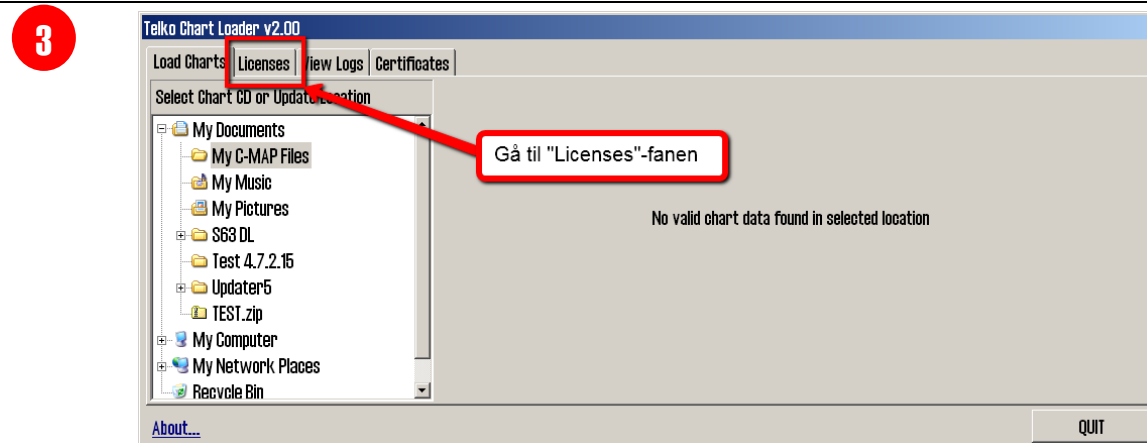 3
Telko Chart Loader v2.00
Load Charts Licenses View Logs Certificates
Select Chart CD or Update Location
My Documents
My C-MAP Files
My Music
My Pictures
S63 DL
Test 4.7.2.15
Updater5
TEST.zip
My Computer
My Network Places
Recycle Bin
Gå til "Licenses"-fanen
No valid chart data found in selected location
About...
QUIT